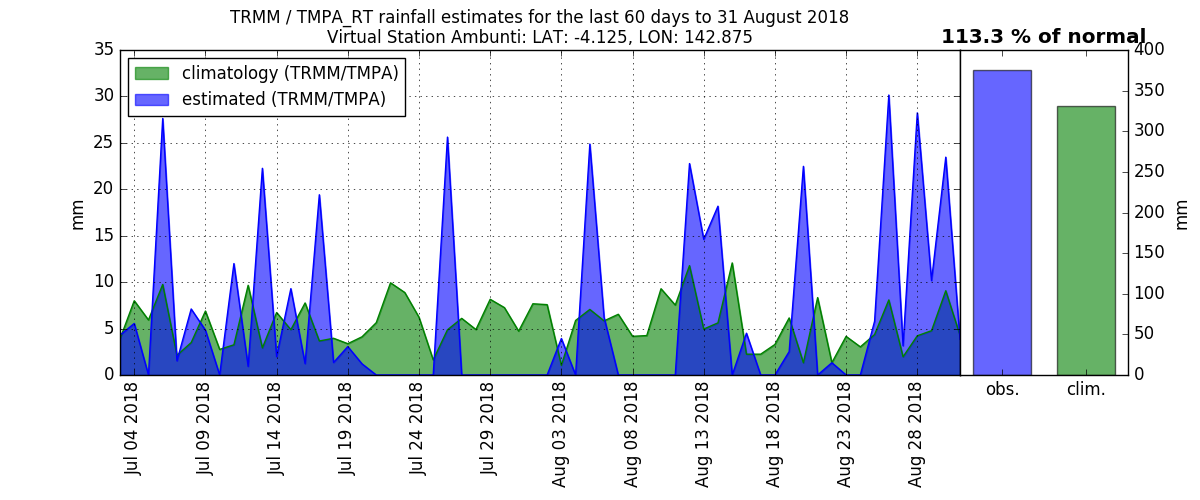 TRMM / TMPA_RT rainfall estimates for the last 60 days to 31 August 2018
Virtual Station Ambunti: LAT: -4.125, LON: 142.875
113.3 % of normal
climatology (TRMM/TMPA)
estimated (TRMM/TMPA)
mm
35
30
25
20
15
10
5
0
Jul 04 2018
Jul 09 2018
Jul 14 2018
Jul 19 2018
Jul 24 2018
Jul 29 2018
Aug 03 2018
Aug 08 2018
Aug 13 2018
Aug 18 2018
Aug 23 2018
Aug 28 2018
obs.
clim.
400
350
300
250
200
150
100
50
0
mm